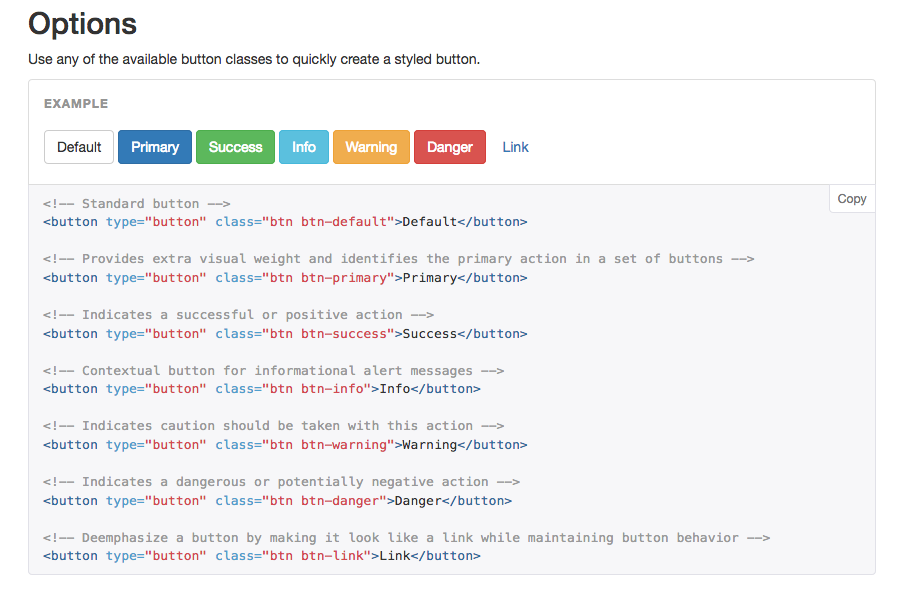 Options
Use any of the available button classes to quickly create a styled button.
EXAMPLE
Default Primary Success Info Warning Danger Link
Copy
<!-- Standard button -->
<button type="button" class="btn btn-default">Default</button>
<!-- Provides extra visual weight and identifies the primary action in a set of buttons -->
<button type="button" class="btn btn-primary">Primary</button>
<!-- Indicates a successful or positive action -->
<button type="button" class="btn btn-success">Success</button>
<!-- Contextual button for informational alert messages -->
<button type="button" class="btn btn-info">Info</button>
<!-- Indicates caution should be taken with this action -->
<button type="button" class="btn btn-warning">Warning</button>
<!-- Indicates a dangerous or potentially negative action -->
<button type="button" class="btn btn-danger">Danger</button>
<!-- Deemphasize a button by making it look like a link while maintaining button behavior -->
<button type="button" class="btn btn-link">Link</button>